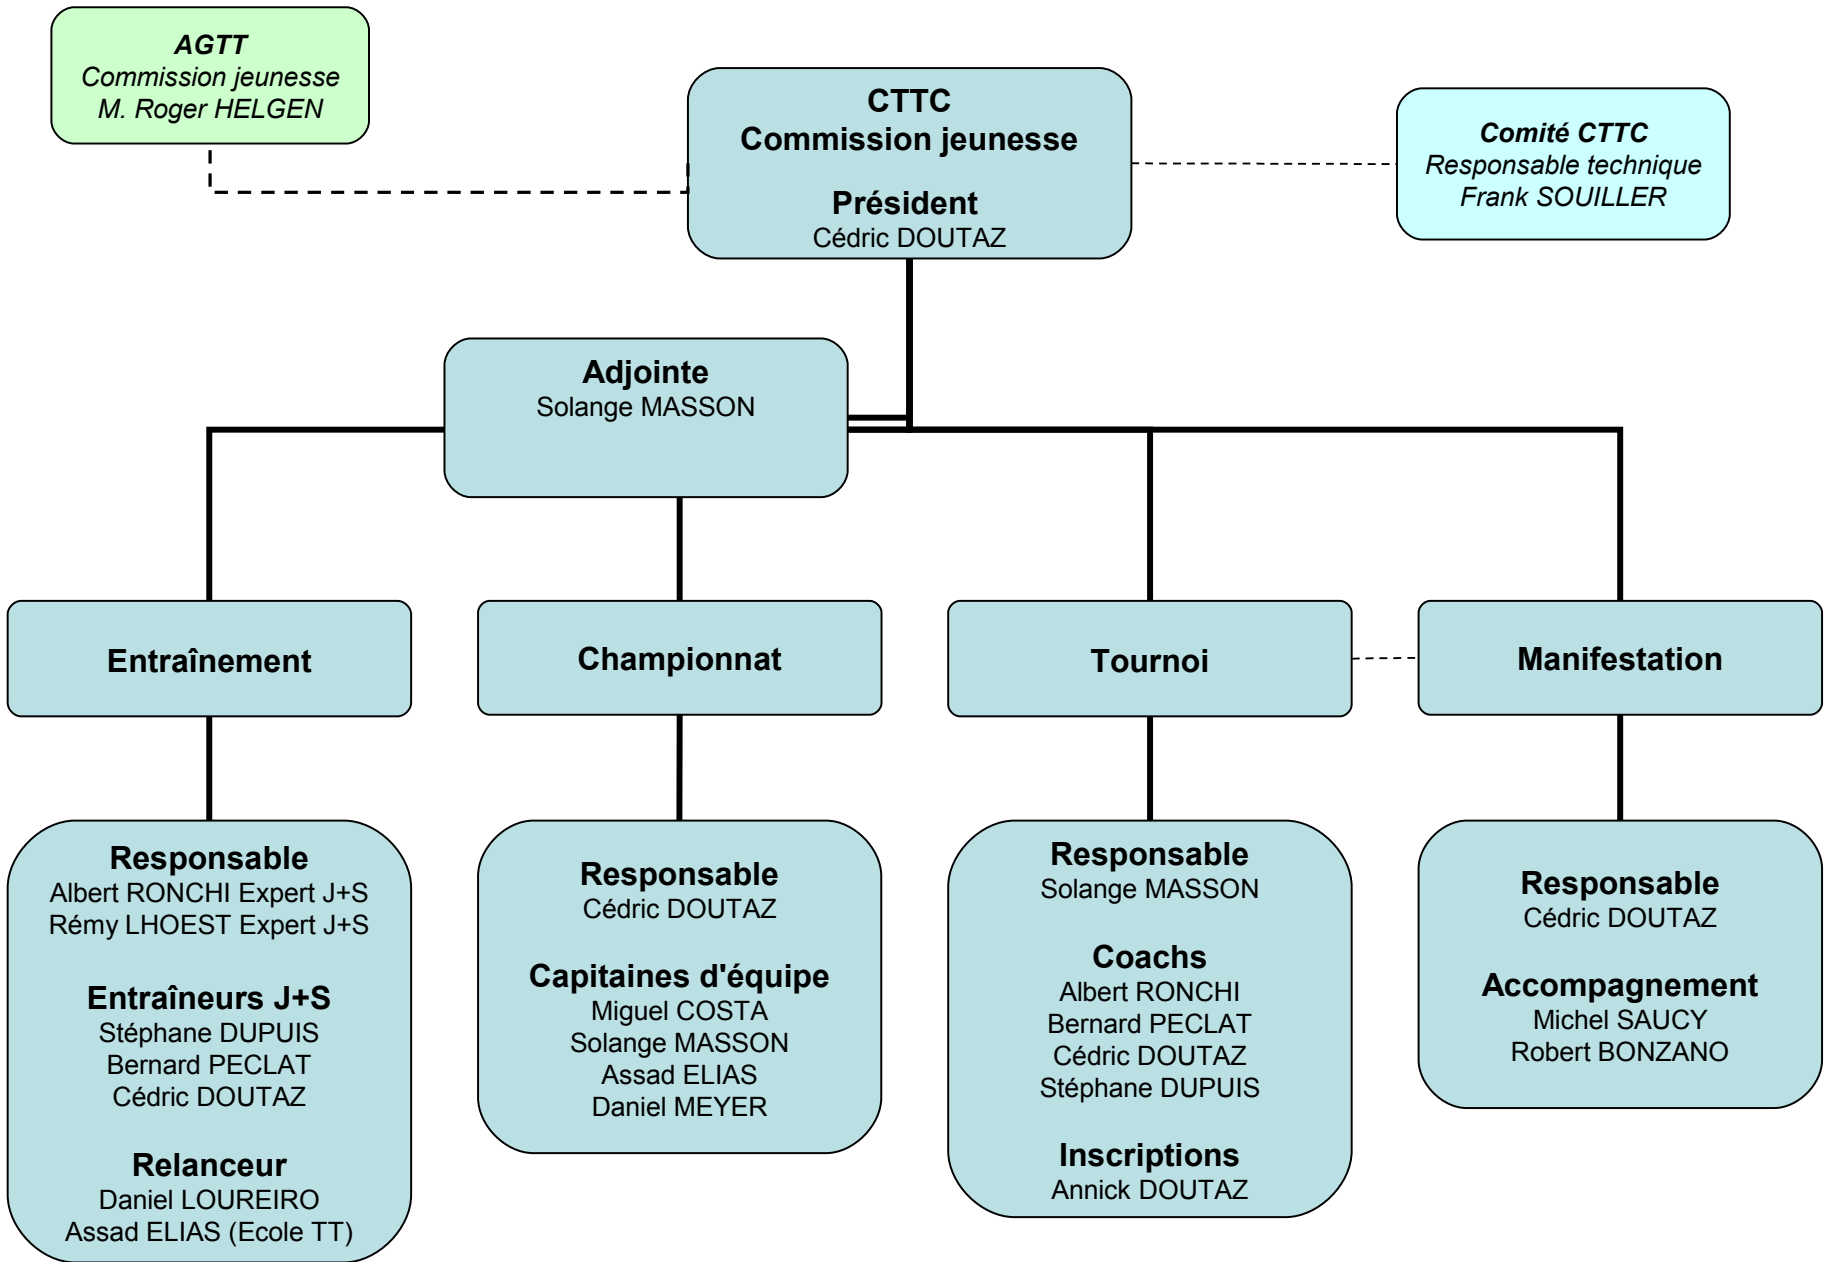 AGTT
Commission jeunesse
M. Roger HELGEN
CTTC
Commission jeunesse
Président
Cédric DOUTAZ
Comité CTTC
Responsable technique
Frank SOUILLER
Adjointe
Solange MASSON
Entraînement
Championnat
Tournoi
Manifestation
Responsable
Albert RONCHI Expert J+S
Rémy LHOEST Expert J+S
Entraîneurs J+S
Stéphane DUPUIS
Bernard PECLAT
Cédric DOUTAZ
Relanceur
Daniel LOUREIRO
Assad ELIAS (Ecole TT)
Responsable
Cédric DOUTAZ
Capitaines d'équipe
Miguel COSTA
Solange MASSON
Assad ELIAS
Daniel MEYER
Responsable
Solange MASSON
Coachs
Albert RONCHI
Bernard PECLAT
Cédric DOUTAZ
Stéphane DUPUIS
Inscriptions
Annick DOUTAZ
Responsable
Cédric DOUTAZ
Accompagnement
Michel SAUCY
Robert BONZANO